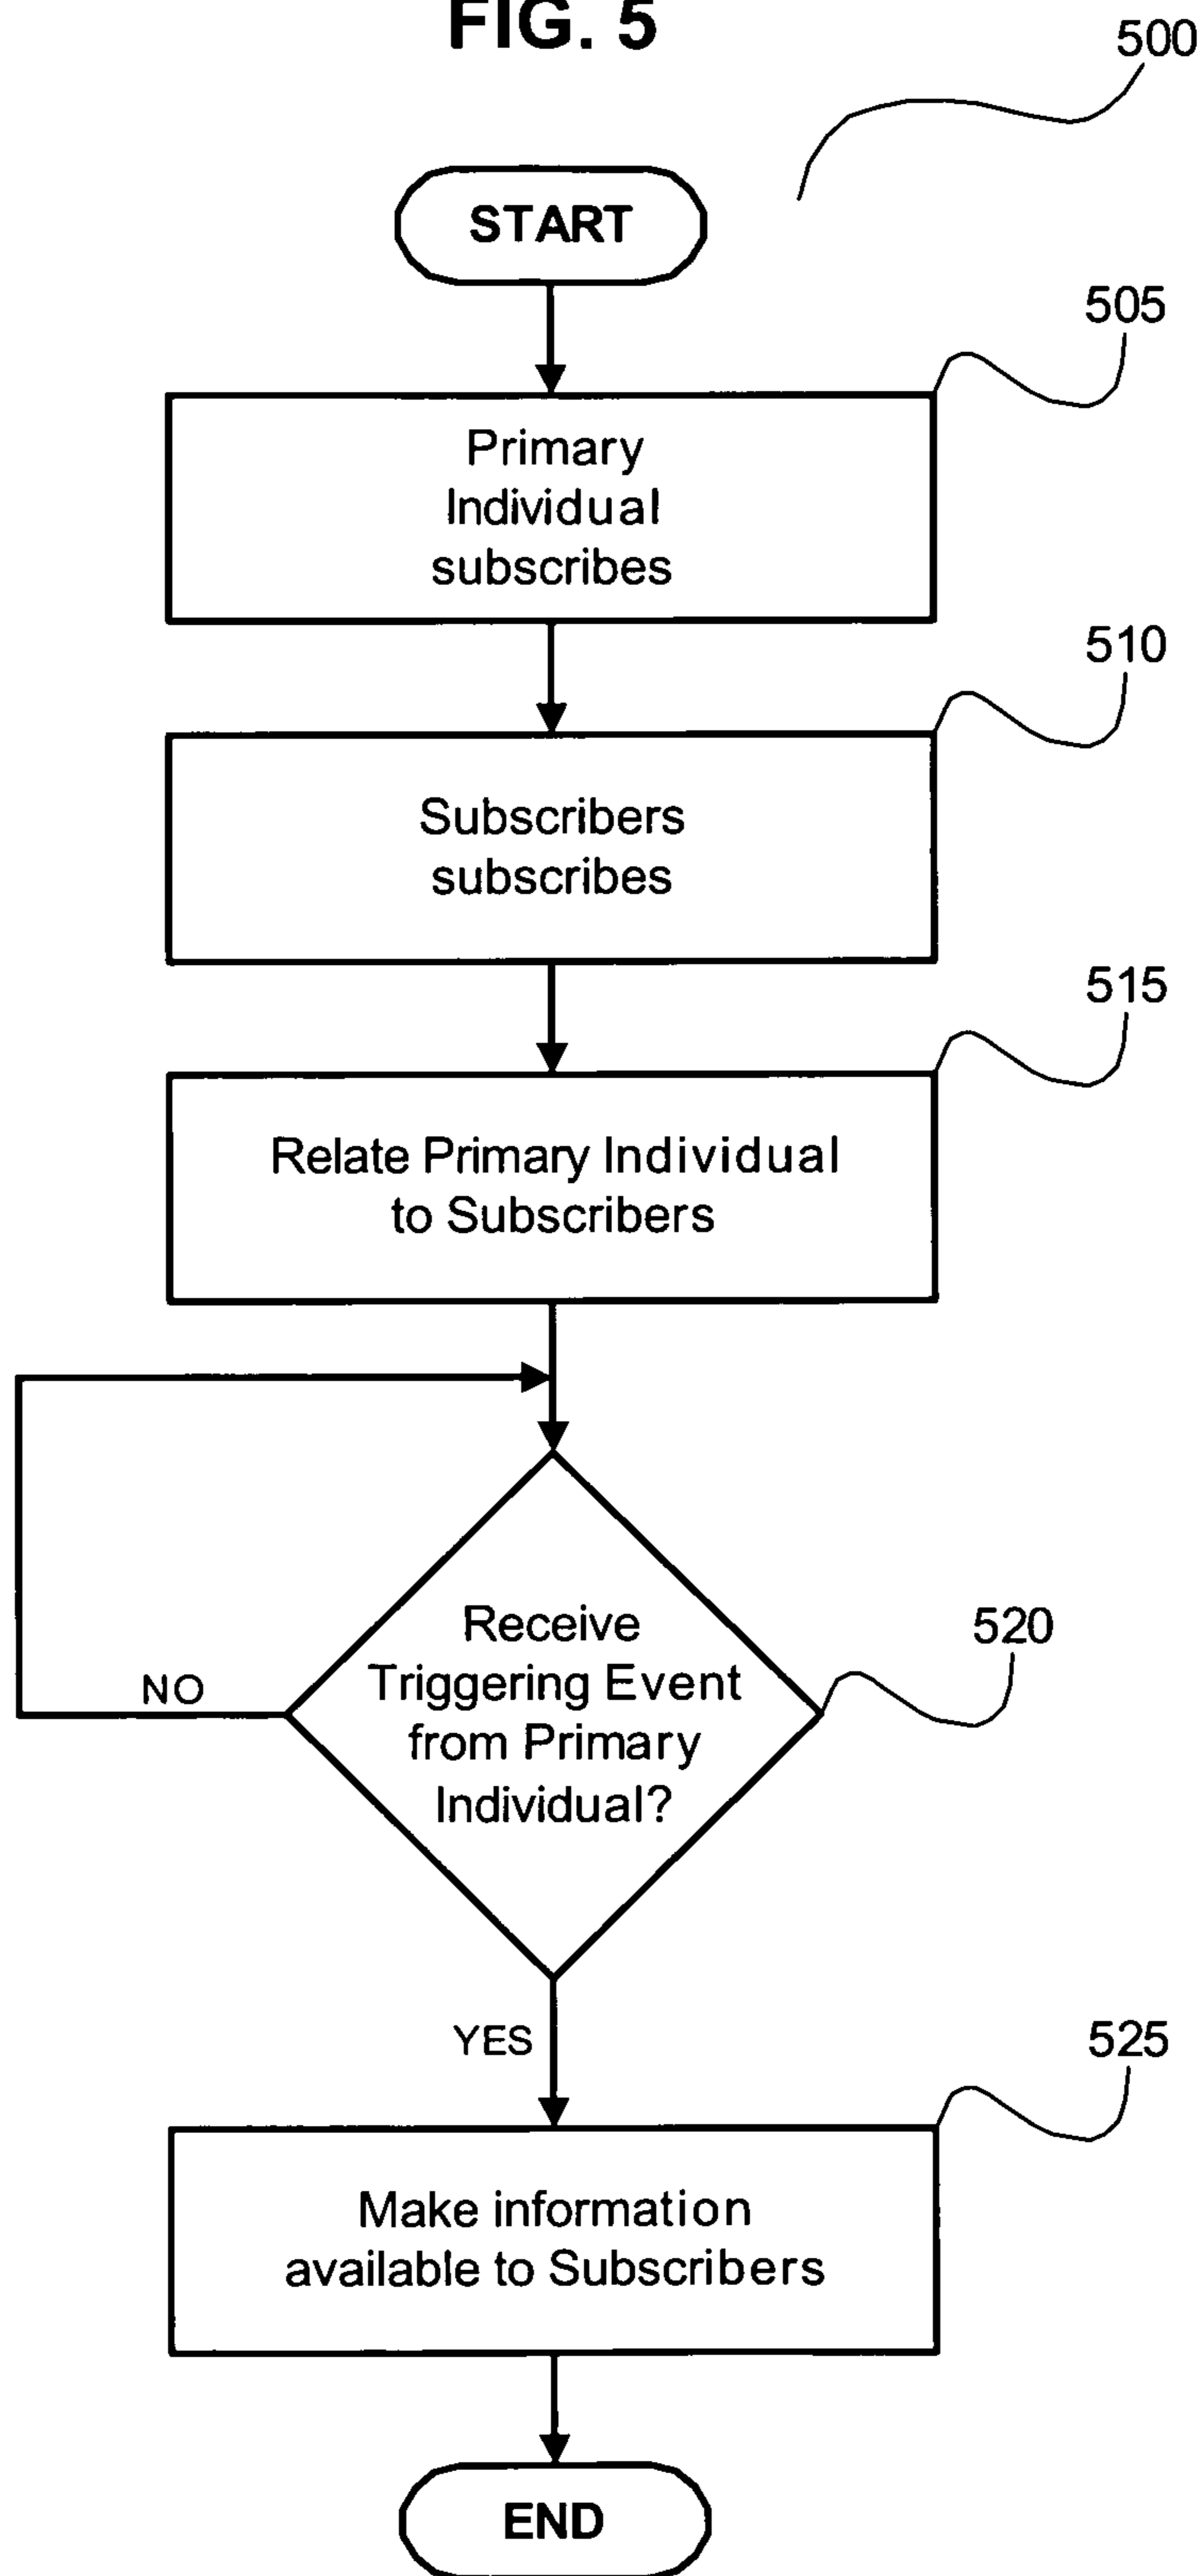 FIG. 5
500
START
505
Primary
Individual
subscribes
510
Subscribers
subscribes
515
Relate Primary Individual
to Subscribers
520
Receive
Triggering Event
from Primary
Individual?
NO
YES
525
Make information
available to Subscribers
END